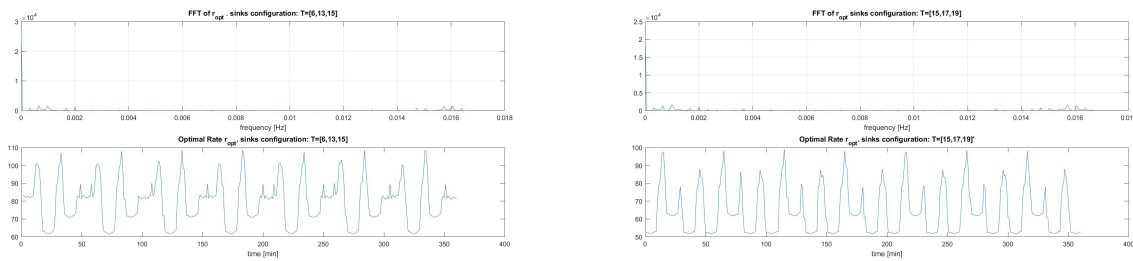 FFT of r_opt . sinks configuration: T=[6,13,15]
3 ×10^4
2
1
0
0 0.002 0.004 0.006 0.008 0.01 0.012 0.014 0.016 0.018
frequency [Hz]
Optimal Rate r_opt. sinks configuration: T=[6,13,15]
110
100
90
80
70
60
0 50 100 150 200 250 300 350 400
time [min]
FFT of r_opt sinks configuration: T=[15,17,19]
2.5 ×10^4
2
1.5
1
0.5
0
0 0.002 0.004 0.006 0.008 0.01 0.012 0.014 0.016 0.018
frequency [Hz]
Optimal Rate r_opt. sinks configuration: T=[15,17,19]'
100
90
80
70
60
50
0 50 100 150 200 250 300 350 400
time [min]